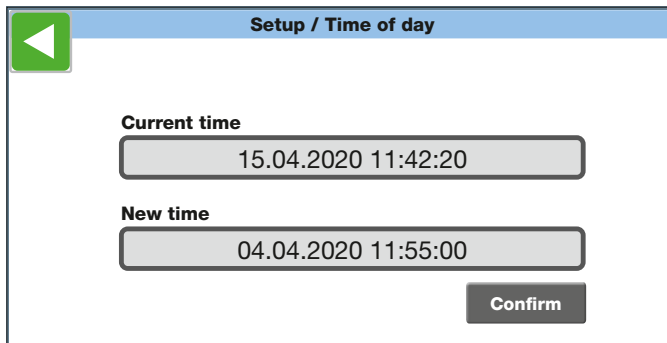 Setup / Time of day
Current time
15.04.2020 11:42:20
New time
04.04.2020 11:55:00
Confirm